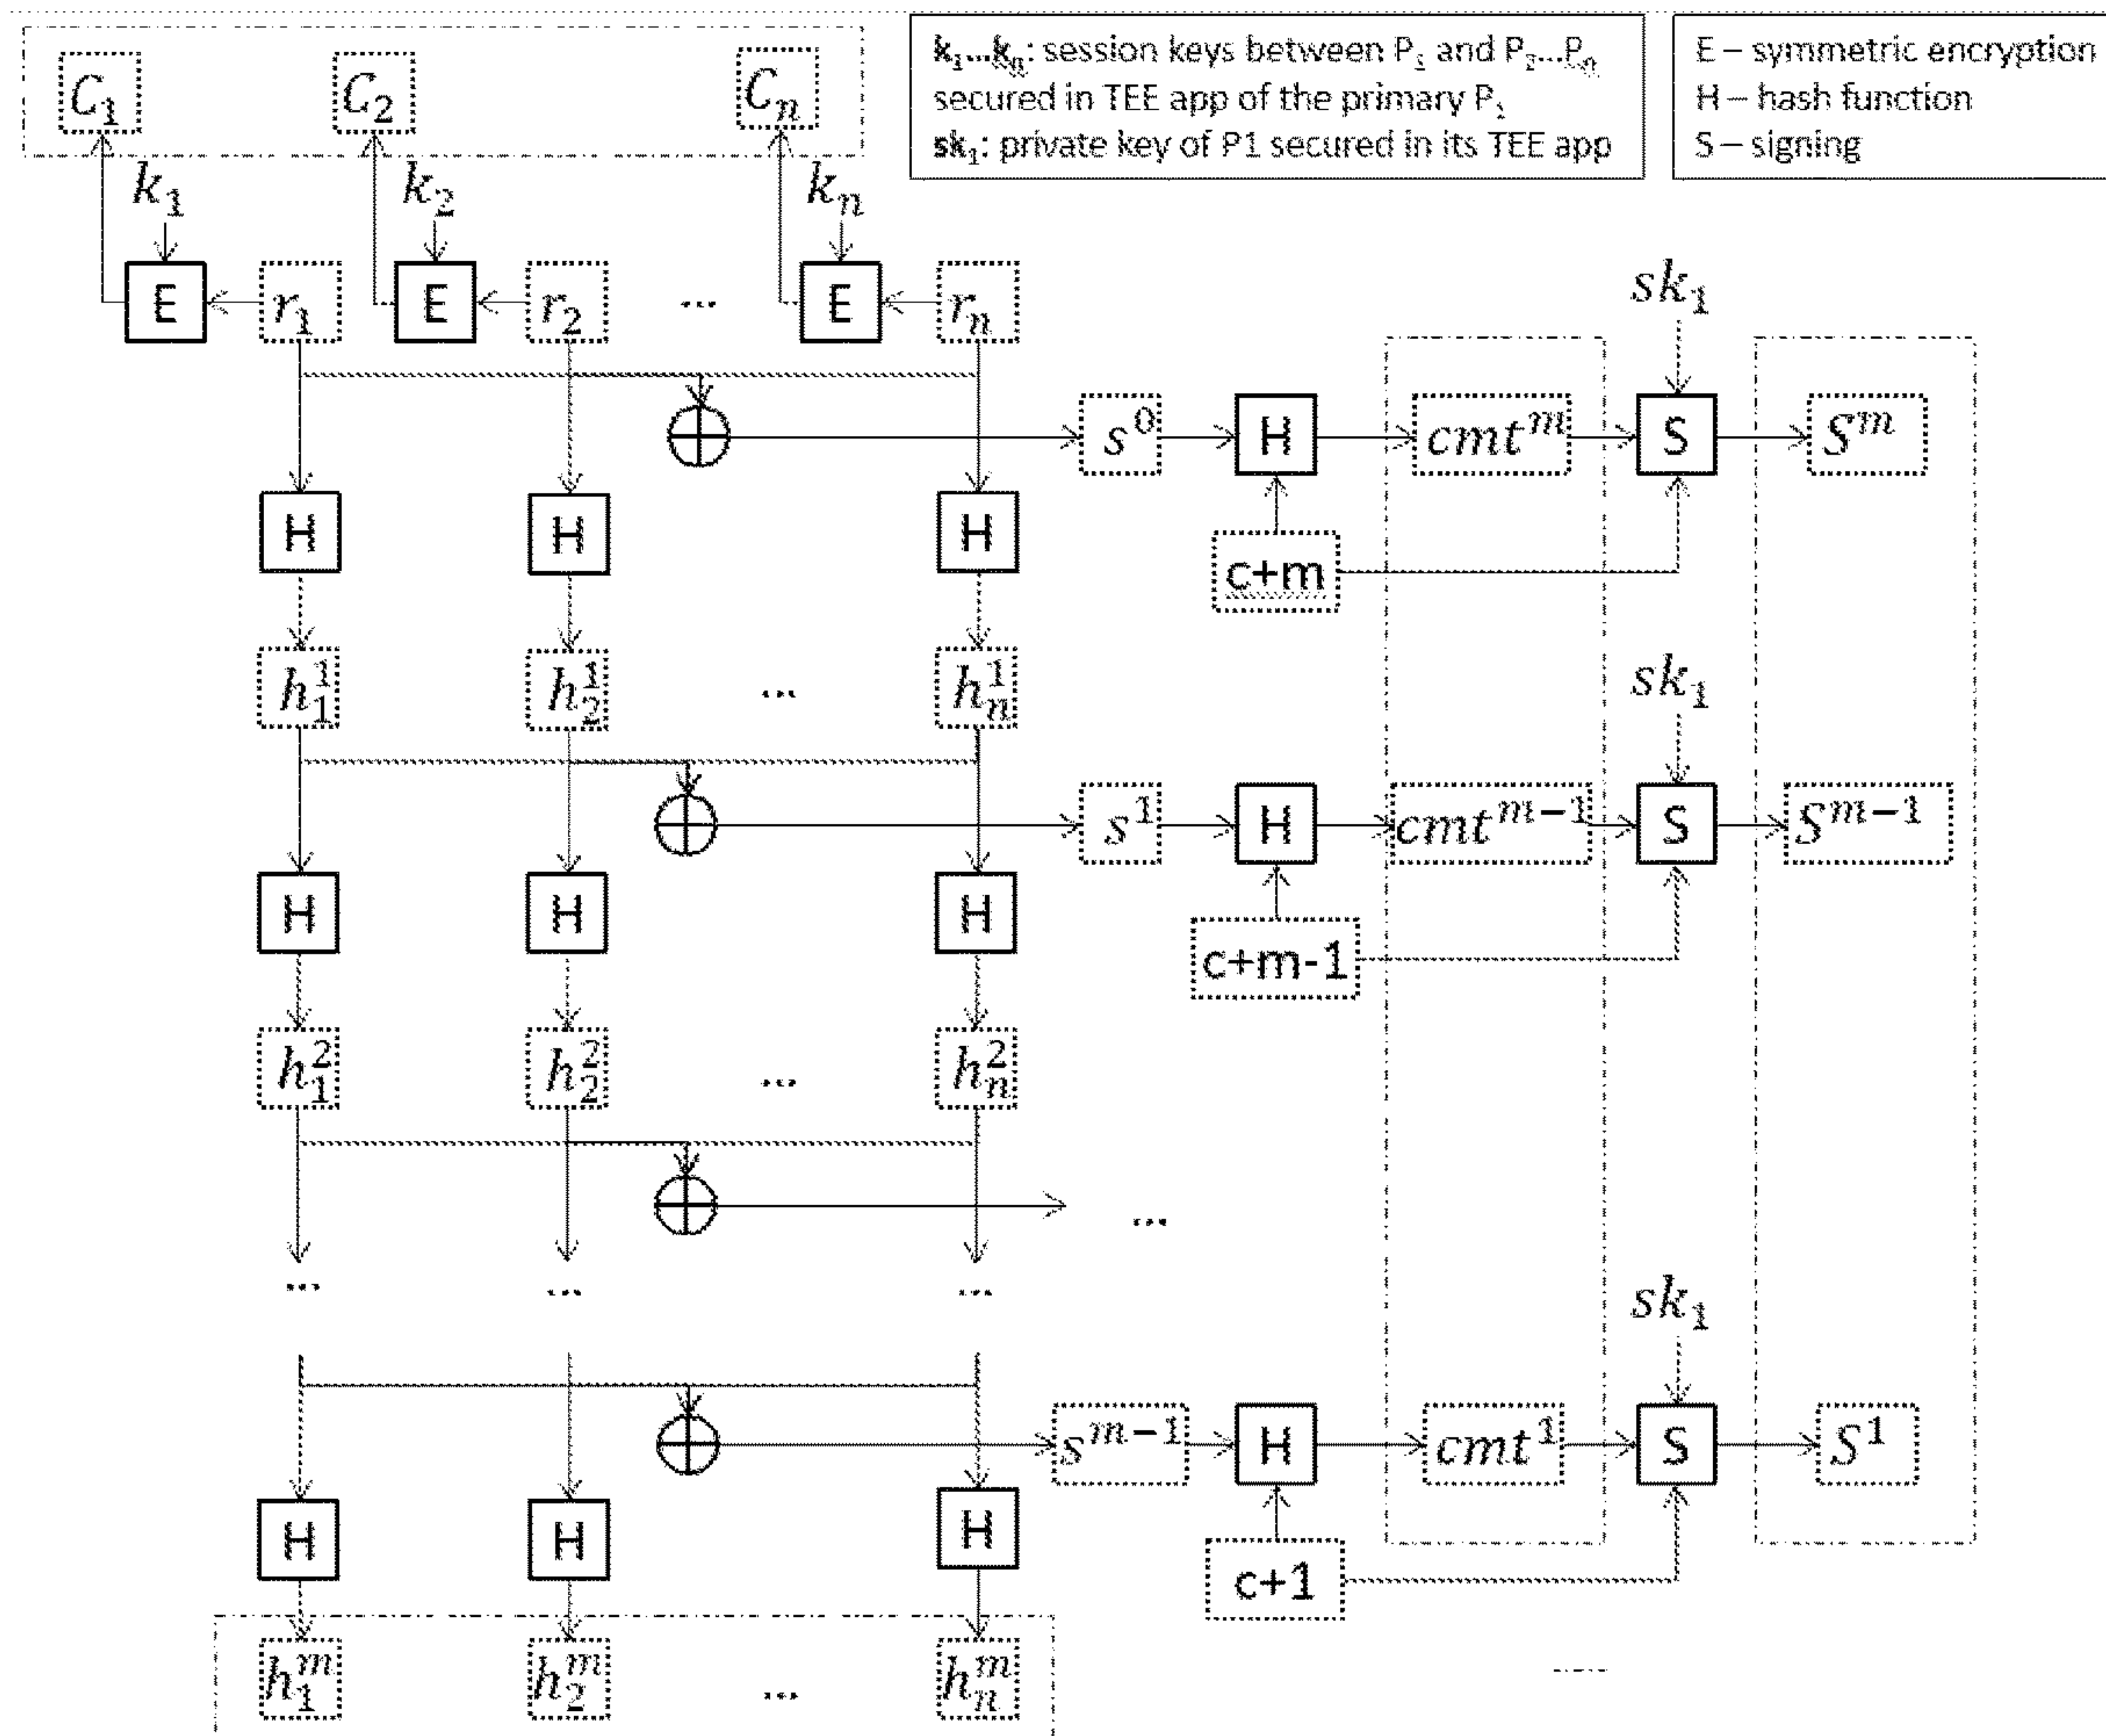 C₁ C₂ Cₙ
k₁...kₙ: session keys between P₁ and P₂...Pₙ
secured in TEE app of the primary P₁
sk₁: private key of P1 secured in its TEE app
E – symmetric encryption
H – hash function
S – signing
k₁ k₂ kₙ
E r₁ E r₂ ... E rₙ
sk₁
s⁰ H cmtᵐ S Sᵐ
H H H
c+m
h₁¹ h₂¹ ... hₙ¹
sk₁
s¹ H cmtᵐ⁻¹ S Sᵐ⁻¹
H H H
c+m-1
h₁² h₂² ... hₙ²
...
... ... ...
sk₁
sᵐ⁻¹ H cmt¹ S S¹
H H H
c+1
h₁ᵐ h₂ᵐ ... hₙᵐ